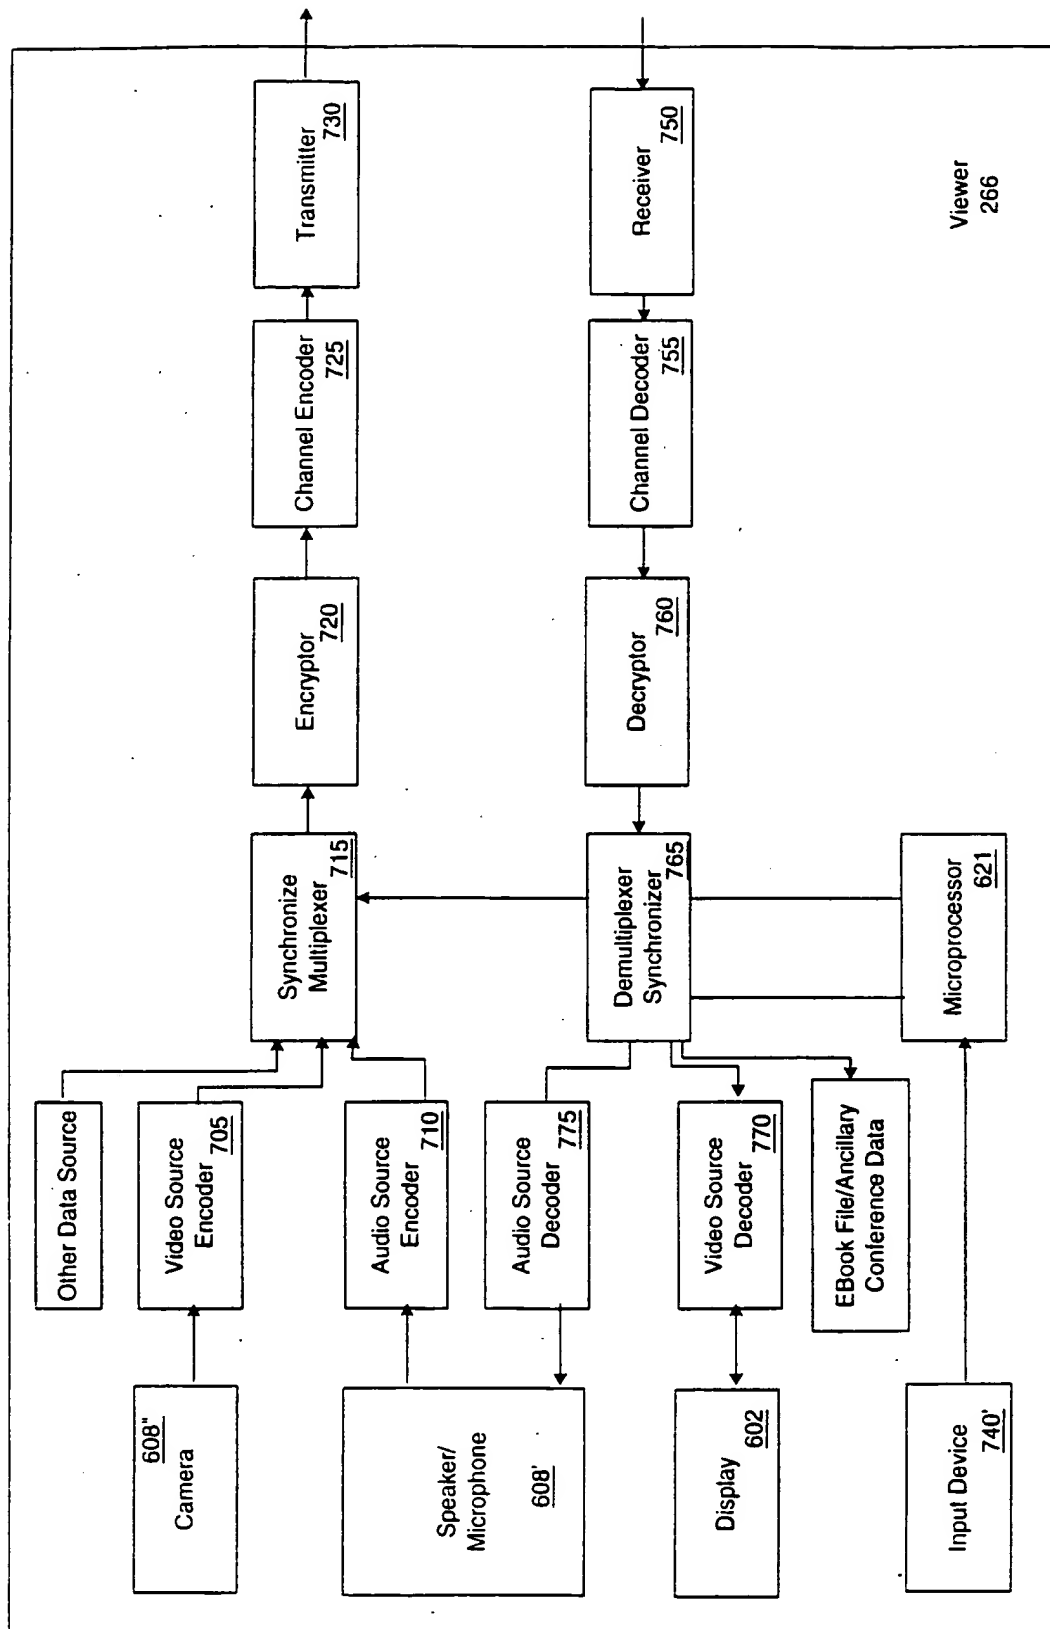 Camera
608"
Speaker/
Microphone
608'
Display
602
Input Device
740'
Other Data Source
Video Source
Encoder
705
Audio Source
Encoder
710
Audio Source
Decoder
775
Video Source
Decoder
770
EBook File/Ancillary
Conference Data
Synchronize
Multiplexer
715
Demultiplexer
Synchronizer
765
Microprocessor
621
Encryptor
720
Decryptor
760
Channel Encoder
725
Channel Decoder
755
Transmitter
730
Receiver
750
Viewer
266